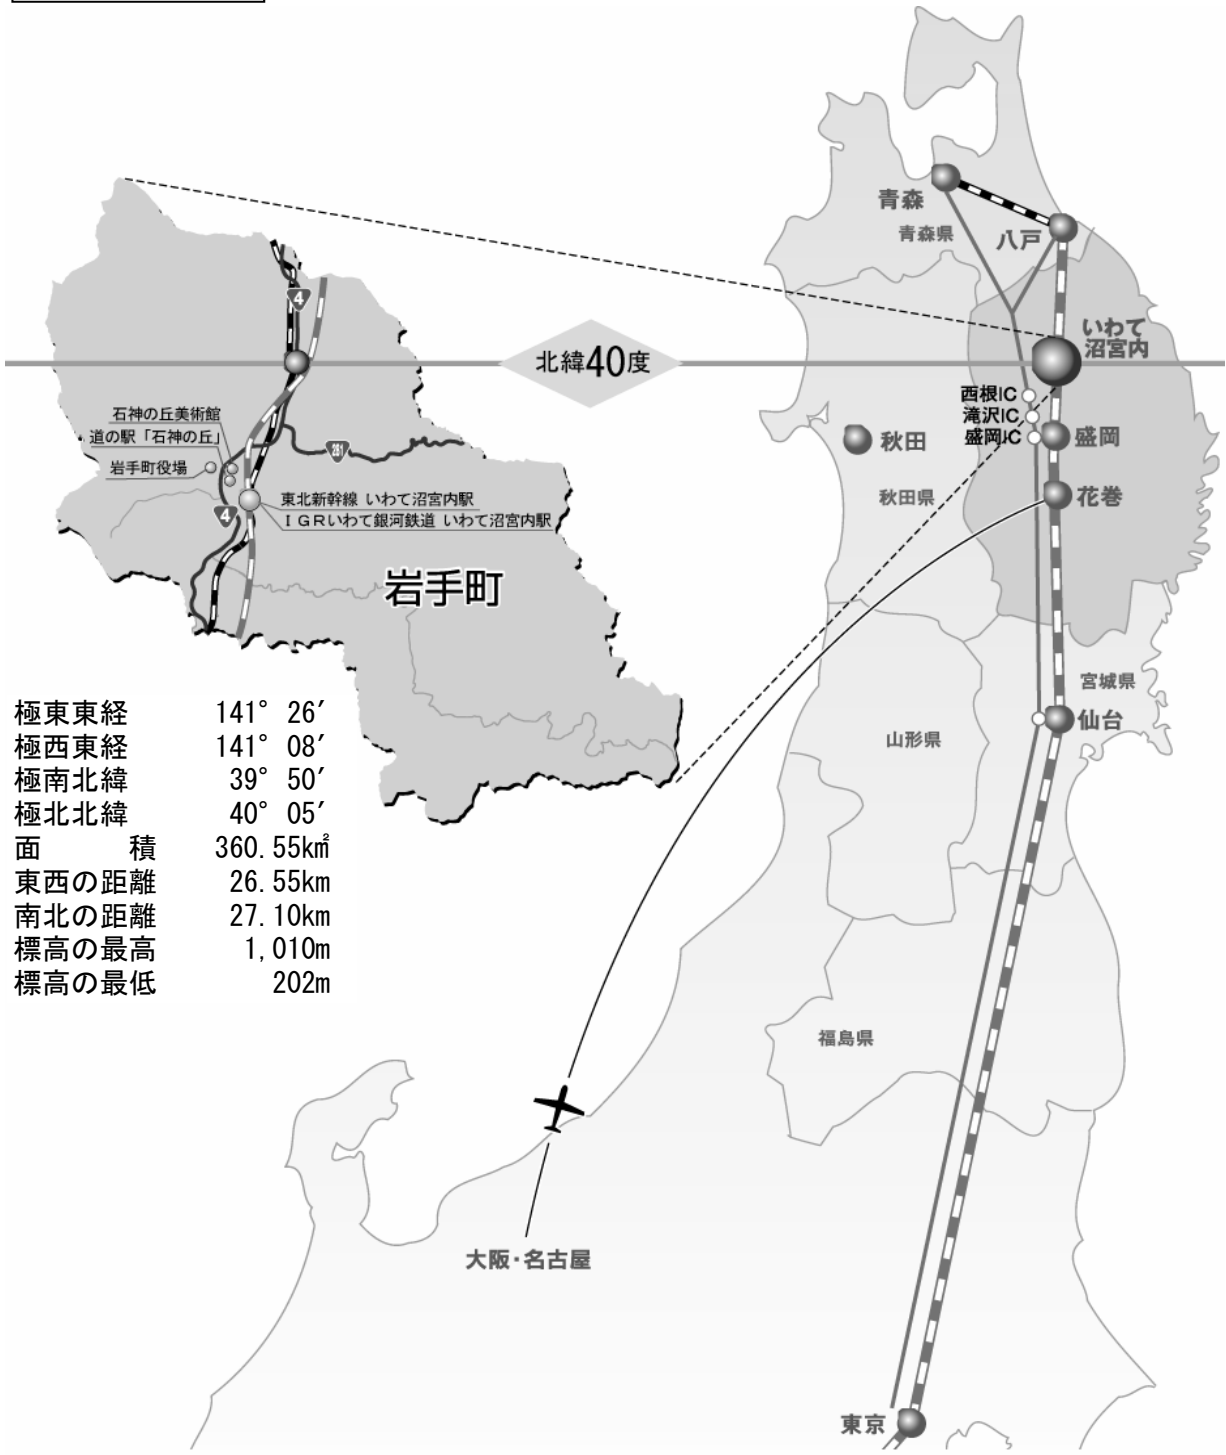 青森
青森県
八戸
いわて
沼宮内
北緯40度
4
西根IC
滝沢IC
盛岡IC
盛岡
秋田
秋田県
花巻
石神の丘美術館
道の駅「石神の丘」
岩手町役場
281
4
東北新幹線 いわて沼宮内駅
IGRいわて銀河鉄道 いわて沼宮内駅
岩手町
宮城県
仙台
山形県
極東東経 141° 26′
極西東経 141° 08′
極南北緯 39° 50′
極北北緯 40° 05′
面 積 360.55k㎡
東西の距離 26.55km
南北の距離 27.10km
標高の最高 1,010m
標高の最低 202m
福島県
大阪・名古屋
東京